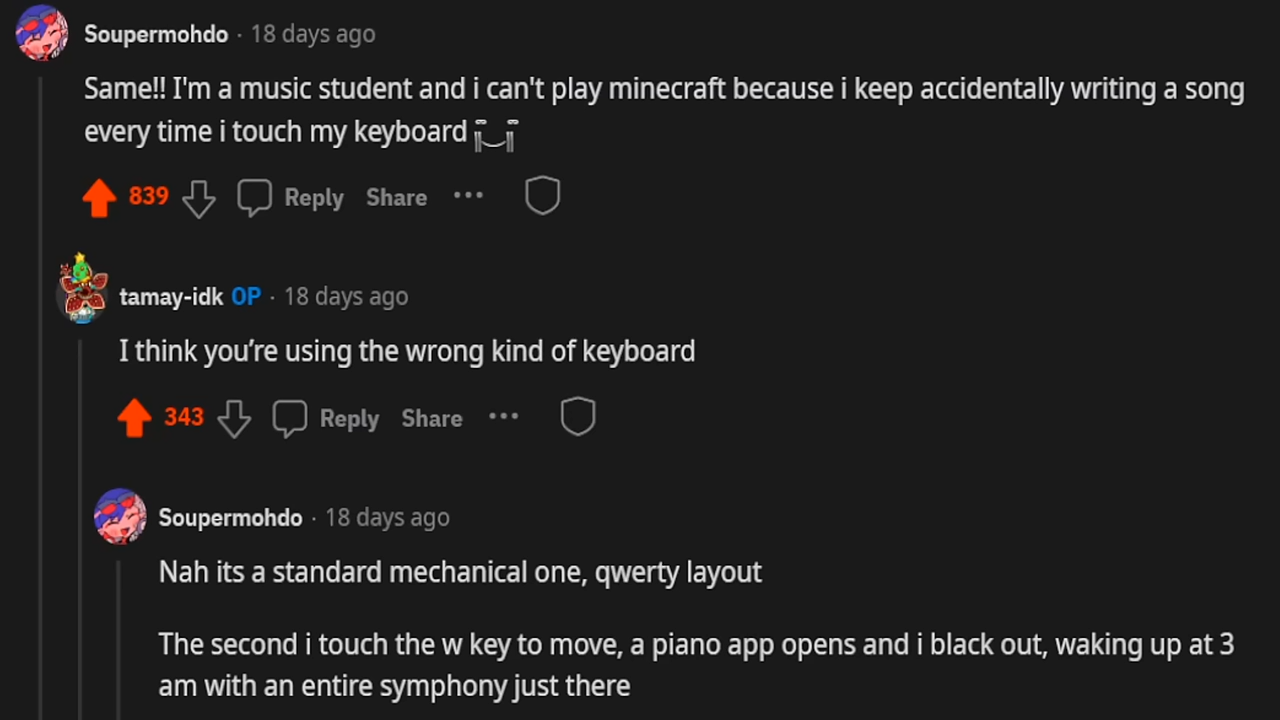 Soupermohdo · 18 days ago
Same!! I'm a music student and i can't play minecraft because i keep accidentally writing a song
every time i touch my keyboard
839 Reply Share ···
tamay-idk OP · 18 days ago
I think you're using the wrong kind of keyboard
343 Reply Share ···
Soupermohdo · 18 days ago
Nah its a standard mechanical one, qwerty layout
The second i touch the w key to move, a piano app opens and i black out, waking up at 3
am with an entire symphony just there